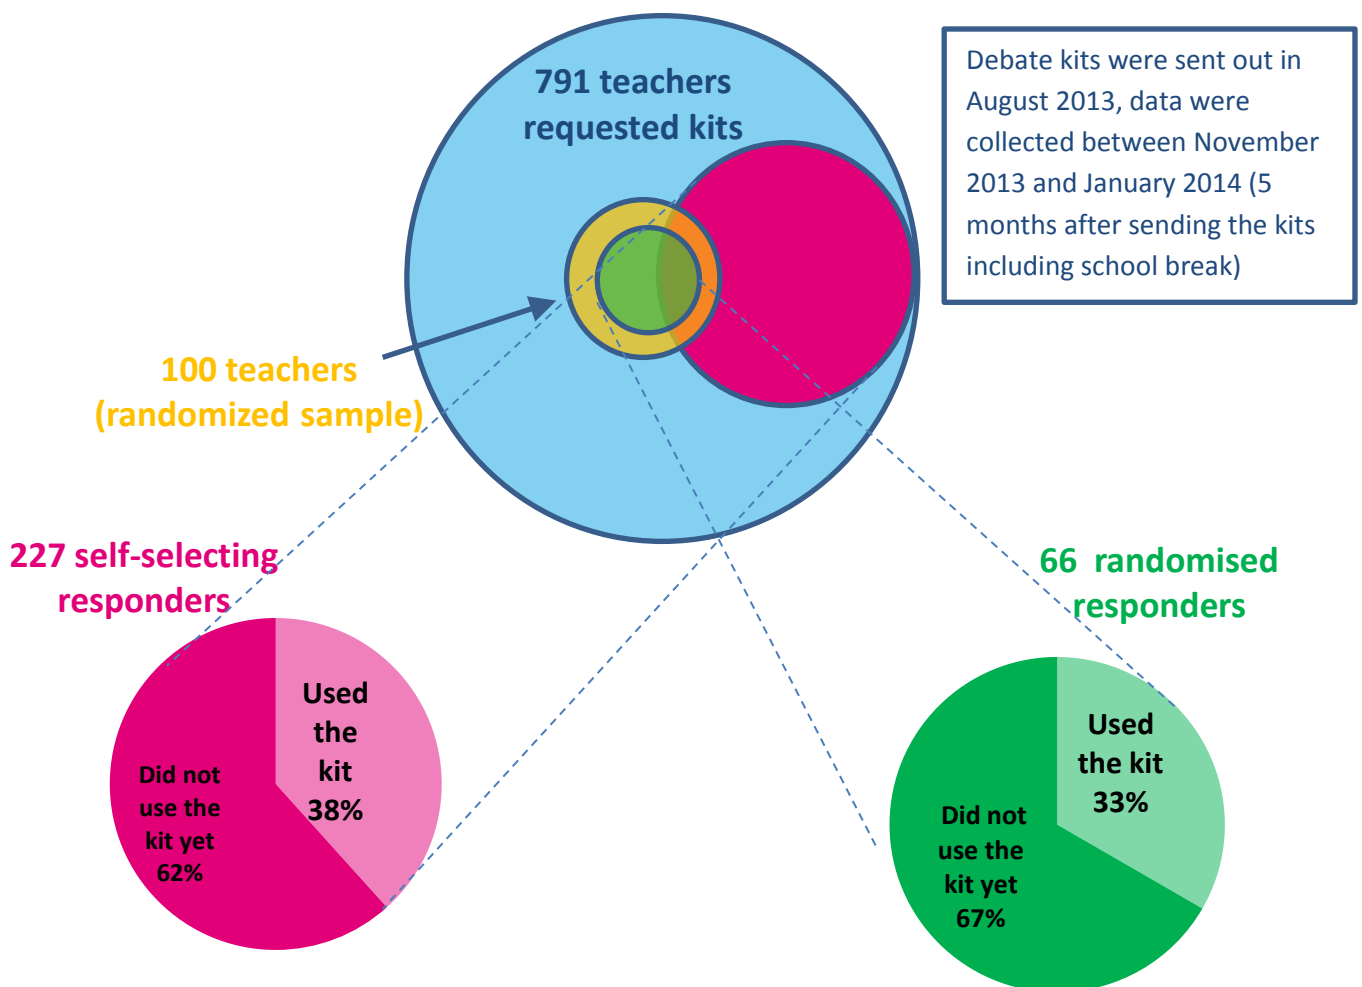 791 teachers
requested kits
Debate kits were sent out in
August 2013, data were
collected between November
2013 and January 2014 (5
months after sending the kits
including school break)
100 teachers
(randomized sample)
227 self-selecting
responders
66 randomised
responders
Used
the
kit
38%
Did not
use the
kit yet
62%
Used
the kit
33%
Did not
use the
kit yet
67%